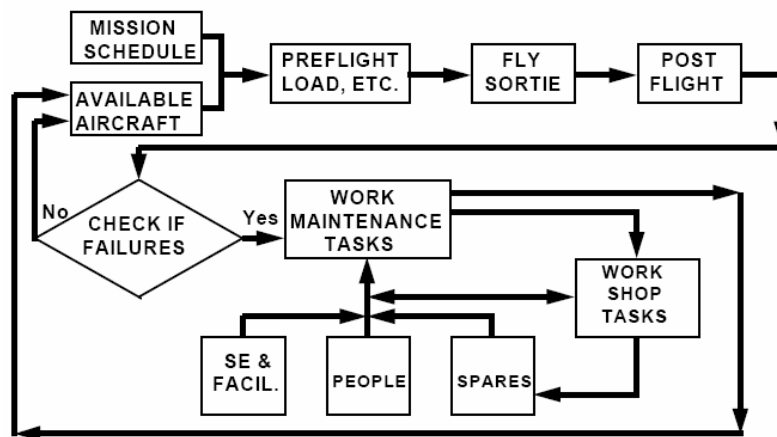 MISSION
SCHEDULE
AVAILABLE
AIRCRAFT
PREFLIGHT
LOAD, ETC.
FLY
SORTIE
POST
FLIGHT
No
CHECK IF
FAILURES
Yes
WORK
MAINTENANCE
TASKS
WORK
SHOP
TASKS
SE &
FACIL.
PEOPLE
SPARES